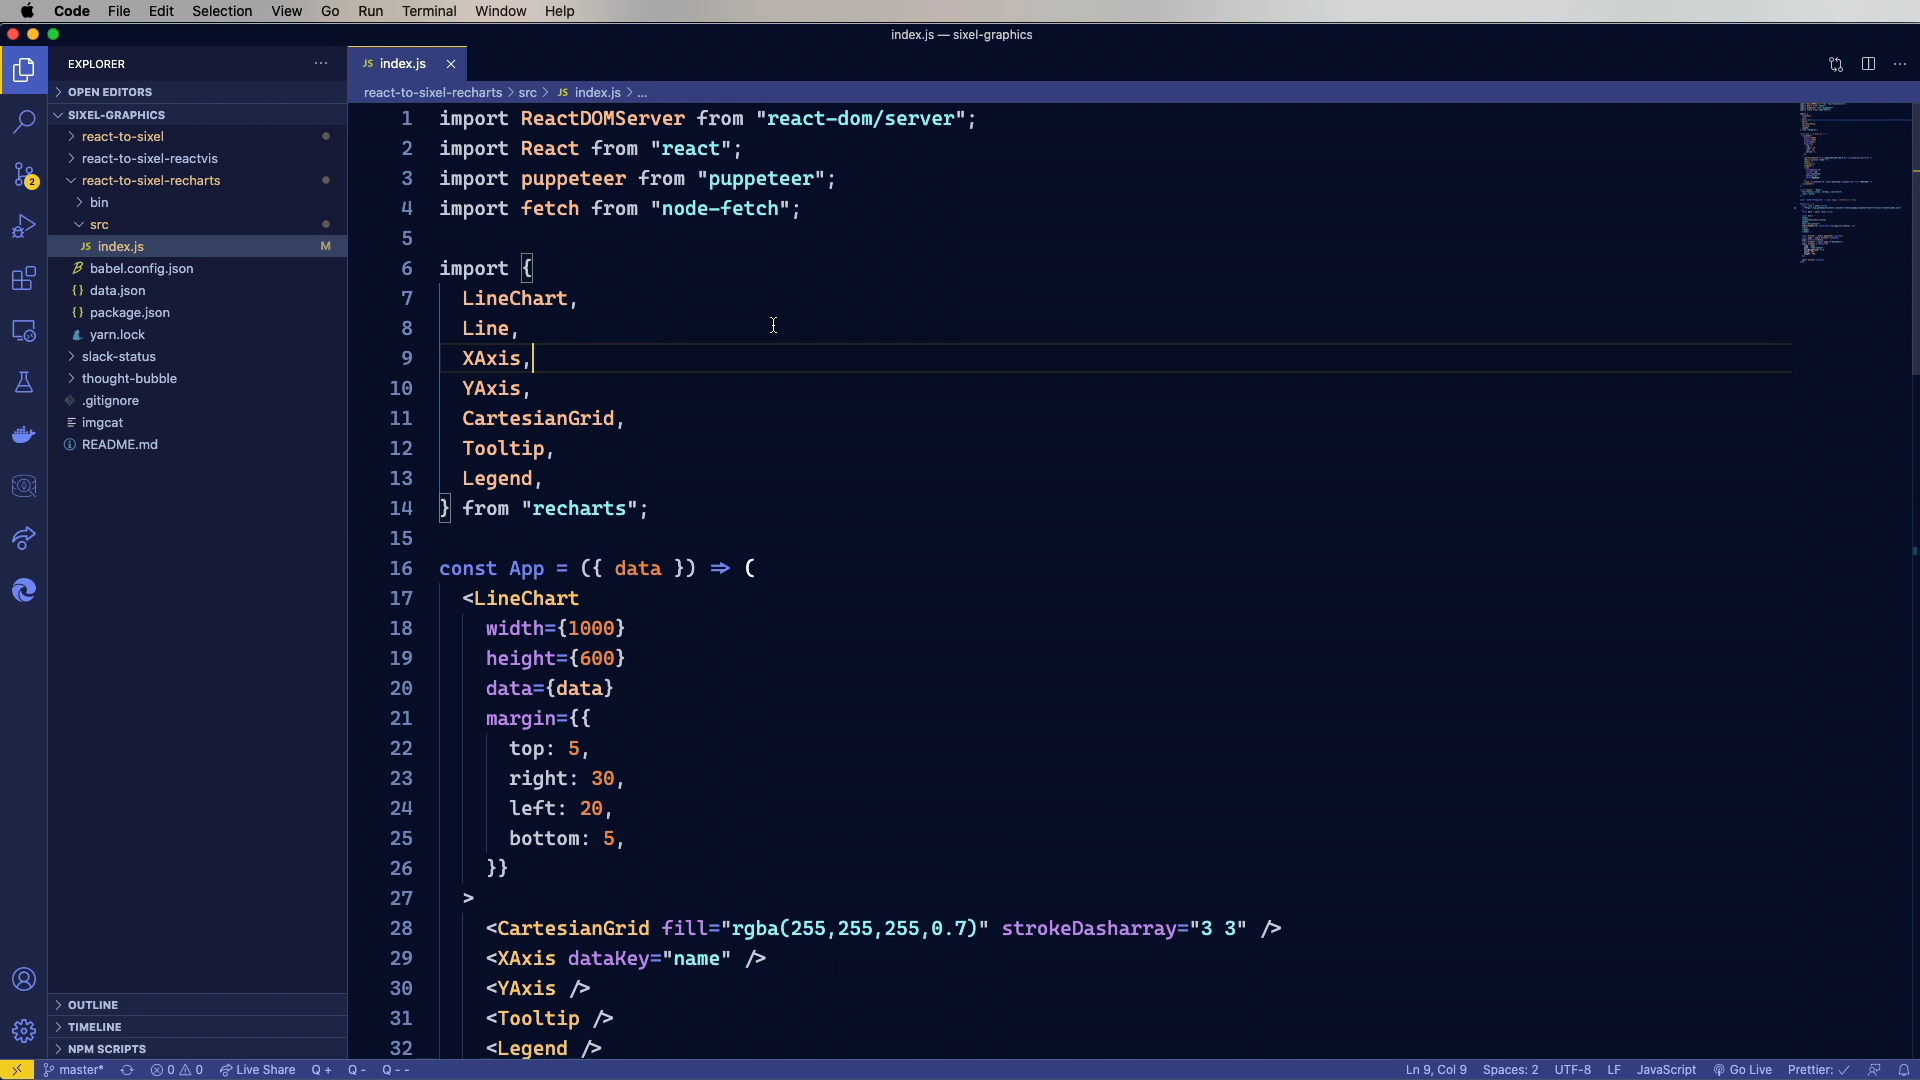 Code File Edit Selection View Go Run Terminal Window Help
index.js — sixel-graphics
EXPLORER
OPEN EDITORS
SIXEL-GRAPHICS
react-to-sixel
react-to-sixel-reactvis
react-to-sixel-recharts
bin
src
JS index.js M
babel.config.json
{} data.json
{} package.json
yarn.lock
slack-status
thought-bubble
.gitignore
imgcat
README.md
OUTLINE
TIMELINE
NPM SCRIPTS
2
JS index.js
react-to-sixel-recharts > src > JS index.js > ...
1 import ReactDOMServer from "react-dom/server";
2 import React from "react";
3 import puppeteer from "puppeteer";
4 import fetch from "node-fetch";
5
6 import {
7 LineChart,
8 Line,
9 XAxis,
10 YAxis,
11 CartesianGrid,
12 Tooltip,
13 Legend,
14 } from "recharts";
15
16 const App = ({ data }) => (
17 <LineChart
18 width={1000}
19 height={600}
20 data={data}
21 margin={{
22 top: 5,
23 right: 30,
24 left: 20,
25 bottom: 5,
26 }}
27 >
28 <CartesianGrid fill="rgba(255,255,255,0.7)" strokeDasharray="3 3" />
29 <XAxis dataKey="name" />
30 <YAxis />
31 <Tooltip />
32 <Legend />
master* 0 0 Live Share Q + Q - Q - - Ln 9, Col 9 Spaces: 2 UTF-8 LF JavaScript Go Live Prettier: ✓